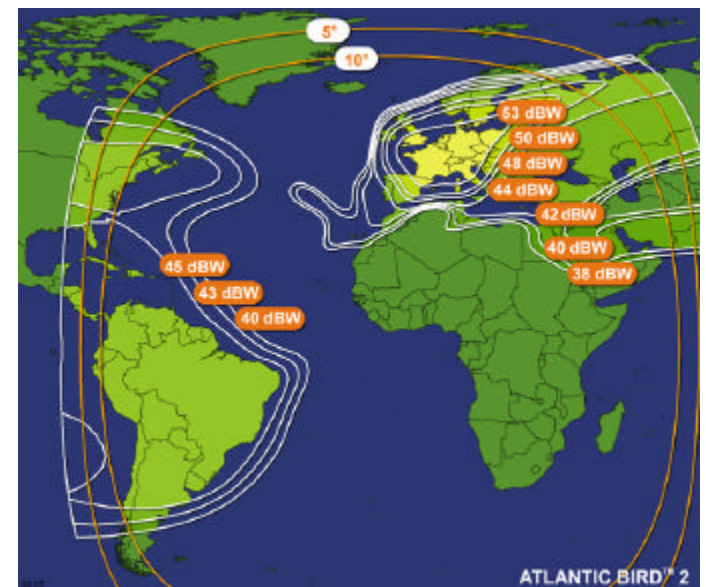 5°
10°
53 dBW
50 dBW
48 dBW
44 dBW
42 dBW
40 dBW
38 dBW
45 dBW
43 dBW
40 dBW
ATLANTIC BIRD™ 2